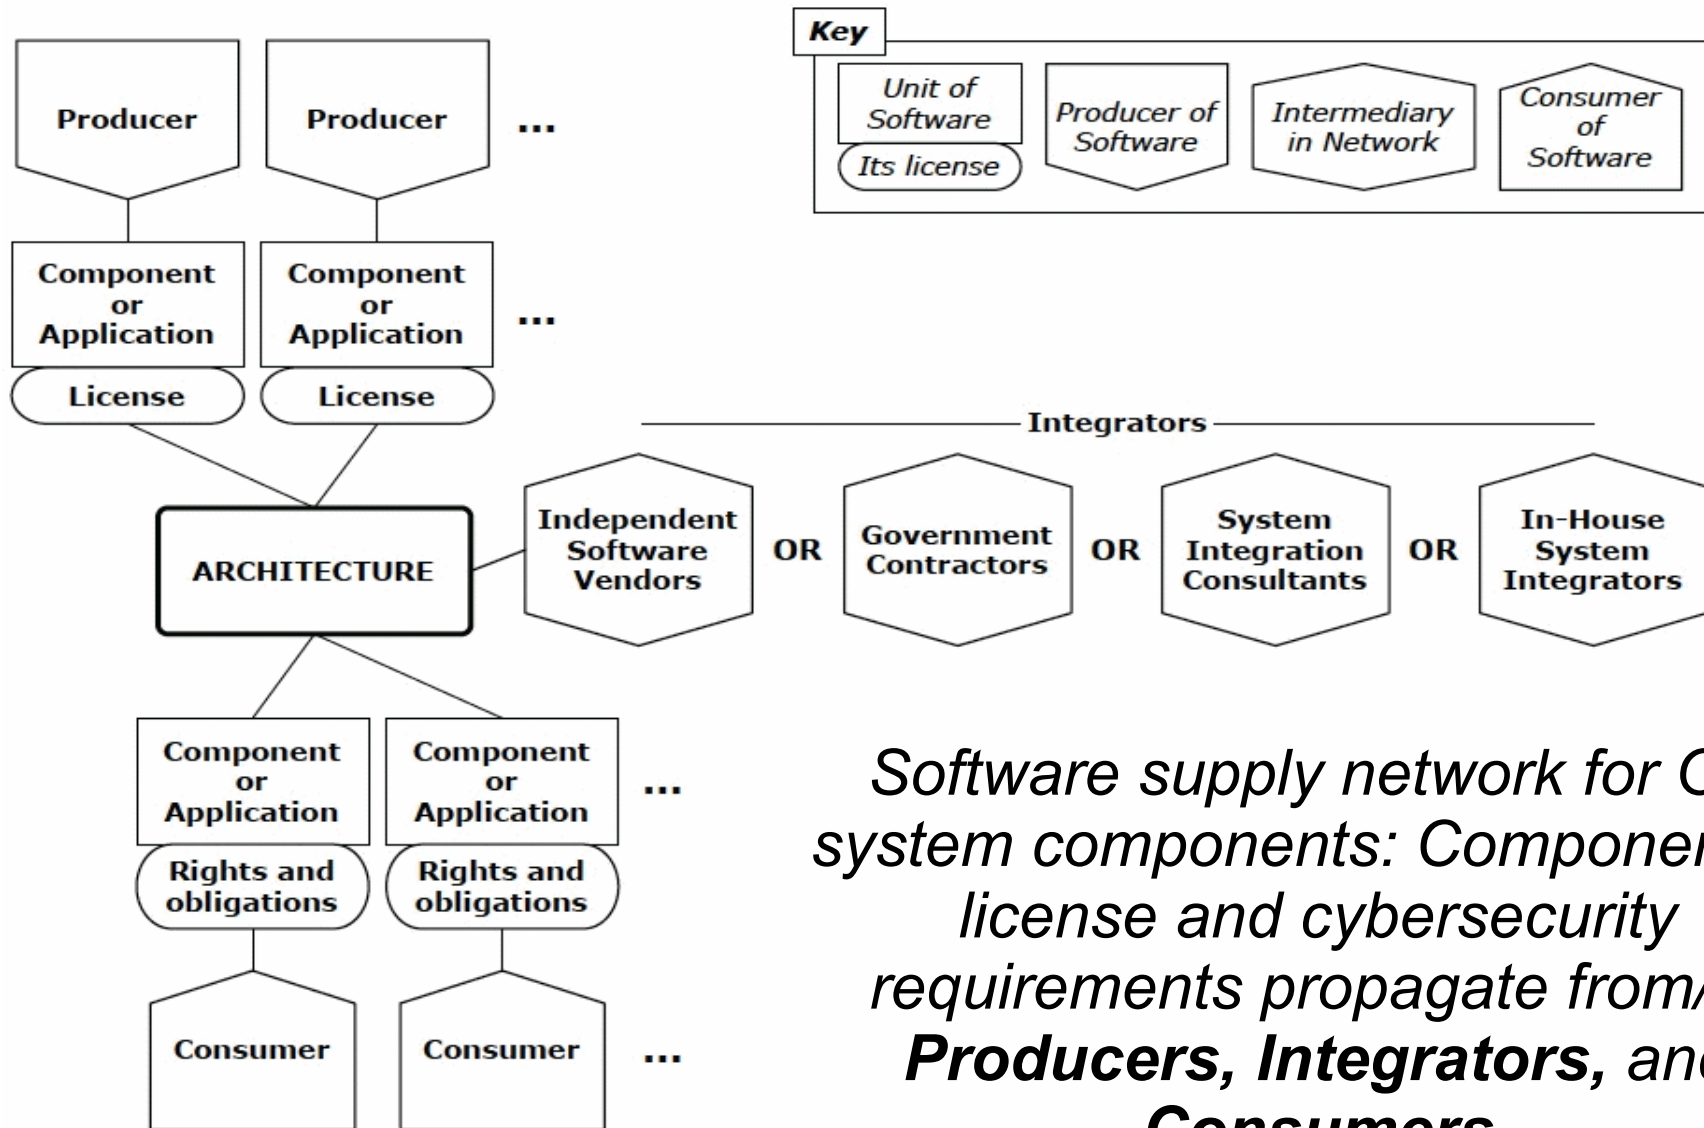 Key
Unit of
Software
Its license
Producer of
Software
Intermediary
in Network
Consumer
of
Software
Producer
Producer
...
Component
or
Application
License
Component
or
Application
License
...
Integrators
ARCHITECTURE
Independent
Software
Vendors
OR
Government
Contractors
OR
System
Integration
Consultants
OR
In-House
System
Integrators
Component
or
Application
Rights and
obligations
Component
or
Application
Rights and
obligations
...
Consumer
Consumer
...
Software supply network for
system components:
license and cybersecurity
requirements propagate from/
Producers, Integrators, and
Consumers